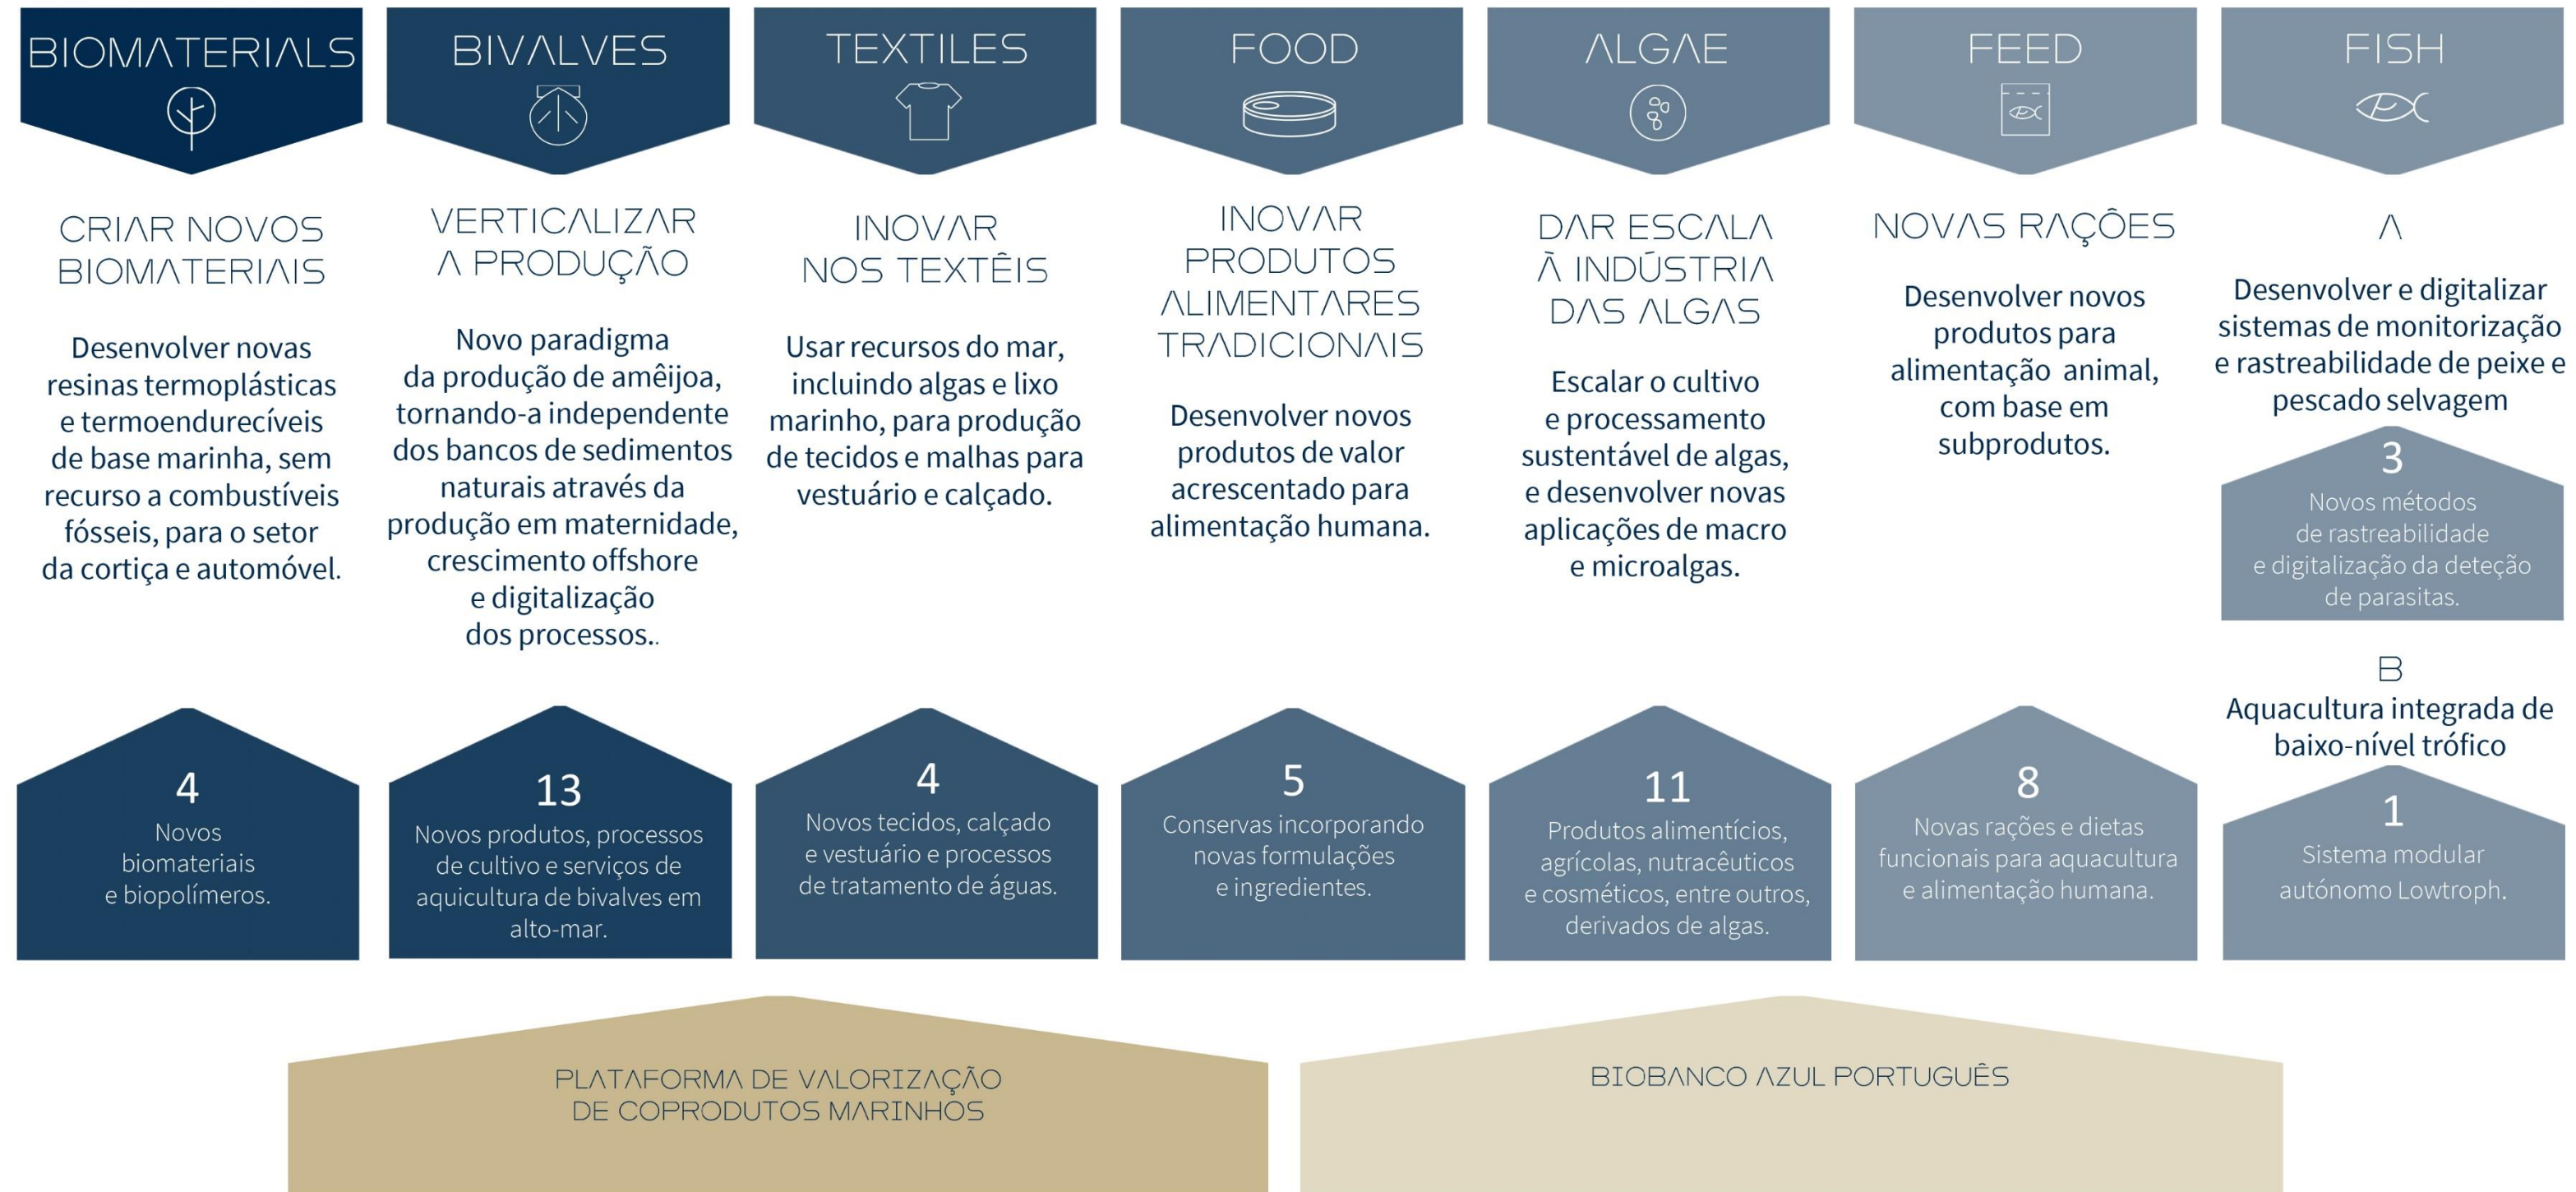 BIOMATERIALS
CRIAR NOVOS
BIOMATERIAIS
Desenvolver novas
resinas termoplásticas
e termoendurecíveis
de base marinha, sem
recurso a combustíveis
fósseis, para o setor
da cortiça e automóvel.
4
Novos
biomateriais
e biopolímeros.
BIVALVES
VERTICALIZAR
A PRODUÇÃO
Novo paradigma
da produção de amêijoa,
tornando-a independente
dos bancos de sedimentos
naturais através da
produção em maternidade,
crescimento offshore
e digitalização
dos processos..
13
Novos produtos, processos
de cultivo e serviços de
aquicultura de bivalves em
alto-mar.
TEXTILES
INOVAR
NOS TEXTÊIS
Usar recursos do mar,
incluindo algas e lixo
marinho, para produção
de tecidos e malhas para
vestuário e calçado.
4
Novos tecidos, calçado
e vestuário e processos
de tratamento de águas.
FOOD
INOVAR
PRODUTOS
ALIMENTARES
TRADICIONAIS
Desenvolver novos
produtos de valor
acrescentado para
alimentação humana.
5
Conservas incorporando
novas formulações
e ingredientes.
ALGAE
DAR ESCALA
À INDÚSTRIA
DAS ALGAS
Escalar o cultivo
e processamento
sustentável de algas,
e desenvolver novas
aplicações de macro
e microalgas.
11
Produtos alimentícios,
agrícolas, nutracêuticos
e cosméticos, entre outros,
derivados de algas.
FEED
NOVAS RAÇÕES
Desenvolver novos
produtos para
alimentação animal,
com base em
subprodutos.
8
Novas rações e dietas
funcionais para aquacultura
e alimentação humana.
FISH
A
Desenvolver e digitalizar
sistemas de monitorização
e rastreabilidade de peixe e
pescado selvagem
3
Novos métodos
de rastreabilidade
e digitalização da deteção
de parasitas.
B
Aquacultura integrada de
baixo-nível trófico
1
Sistema modular
autónomo Lowtroph.
PLATAFORMA DE VALORIZAÇÃO
DE COPRODUTOS MARINHOS
BIOBANCO AZUL PORTUGUÊS